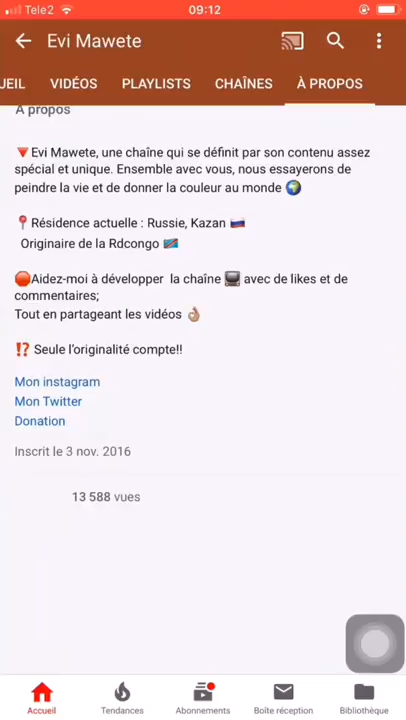 Tele2 09:12
Evi Mawete
UEIL VIDÉOS PLAYLISTS CHAÎNES À PROPOS
À propos
🔻Evi Mawete, une chaîne qui se définit par son contenu assez
spécial et unique. Ensemble avec vous, nous essayerons de
peindre la vie et de donner la couleur au monde 🌍
📍Résidence actuelle : Russie, Kazan 🇷🇺
Originaire de la Rdcongo 🇨🇩
🛑Aidez-moi à développer la chaîne 📺 avec de likes et de
commentaires;
Tout en partageant les vidéos 👌🏽
⁉️ Seule l'originalité compte!!
Mon instagram
Mon Twitter
Donation
Inscrit le 3 nov. 2016
13 588 vues
Accueil Tendances Abonnements Boîte réception Bibliothèque